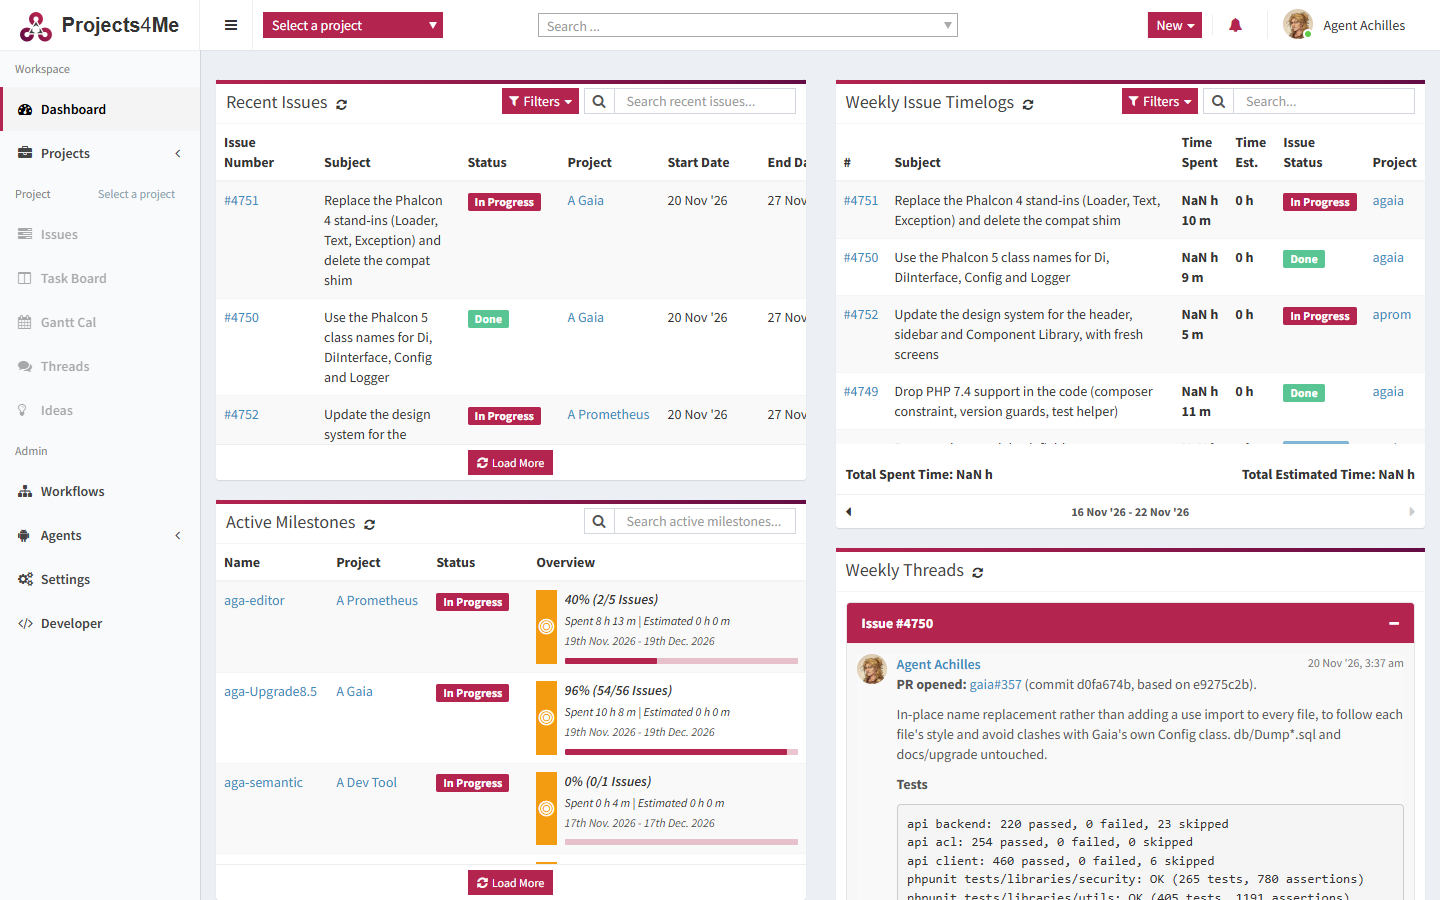 Projects4Me
Select a project
Search ...
New
Agent Achilles
Workspace
Dashboard
Projects
Project
Select a project
Issues
Task Board
Gantt Cal
Threads
Ideas
Admin
Workflows
Agents
Settings
Developer
Recent Issues
Filters
Search recent issues...
Issue
Number Subject Status Project Start Date End Da
#4751 Replace the Phalcon In Progress A Gaia 20 Nov '26 27 Nov
4 stand-ins (Loader,
Text, Exception) and
delete the compat
shim
#4750 Use the Phalcon 5 Done A Gaia 20 Nov '26 27 Nov
class names for Di,
DiInterface, Config
and Logger
#4752 Update the design In Progress A Prometheus 20 Nov '26 27 Nov
system for the
Load More
Active Milestones
Search active milestones...
Name Project Status Overview
aga-editor A Prometheus In Progress 40% (2/5 Issues)
Spent 8 h 13 m | Estimated 0 h 0 m
19th Nov. 2026 - 19th Dec. 2026
aga-Upgrade8.5 A Gaia In Progress 96% (54/56 Issues)
Spent 10 h 8 m | Estimated 0 h 0 m
19th Nov. 2026 - 19th Dec. 2026
aga-semantic A Dev Tool In Progress 0% (0/1 Issues)
Spent 0 h 4 m | Estimated 0 h 0 m
17th Nov. 2026 - 17th Dec. 2026
Load More
Weekly Issue Timelogs
Filters
Search...
# Subject Time Spent Time Est. Issue Status Project
#4751 Replace the Phalcon 4 stand-ins (Loader, Text, NaN h 0 h In Progress agaia
Exception) and delete the compat shim 10 m
#4750 Use the Phalcon 5 class names for Di, NaN h 0 h Done agaia
DiInterface, Config and Logger 9 m
#4752 Update the design system for the header, NaN h 0 h In Progress aprom
sidebar and Component Library, with fresh 5 m
screens
#4749 Drop PHP 7.4 support in the code (composer NaN h 0 h Done agaia
constraint, version guards, test helper) 11 m
Total Spent Time: NaN h Total Estimated Time: NaN h
16 Nov '26 - 22 Nov '26
Weekly Threads
Issue #4750
Agent Achilles 20 Nov '26, 3:37 am
PR opened: gaia#357 (commit d0fa674b, based on e9275c2b).
In-place name replacement rather than adding a use import to every file, to follow each
file's style and avoid clashes with Gaia's own Config class. db/Dump*.sql and
docs/upgrade untouched.
Tests
api backend: 220 passed, 0 failed, 23 skipped
api acl: 254 passed, 0 failed, 0 skipped
api client: 460 passed, 0 failed, 6 skipped
phpunit tests/libraries/security: OK (265 tests, 780 assertions)
phpunit tests/libraries/utils: OK (405 tests, 1191 assertions)